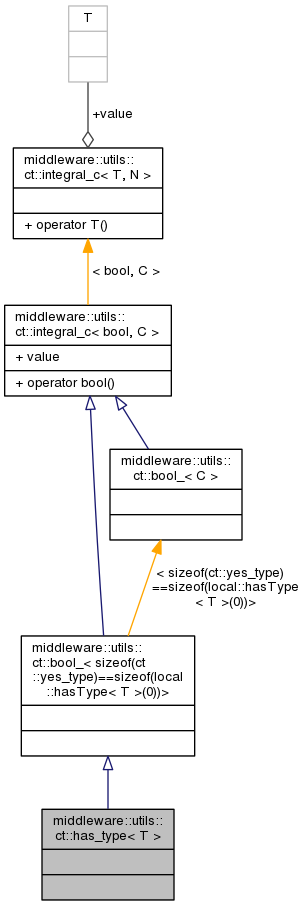 T
+value
middleware::utils::
ct::integral_c< T, N >
+ operator T()
< bool, C >
middleware::utils::
ct::integral_c< bool, C >
+ value
+ operator bool()
middleware::utils::
ct::bool_< C >
< sizeof(ct::yes_type)
==sizeof(local::hasType
< T >(0))>
middleware::utils::
ct::bool_< sizeof(ct
::yes_type)==sizeof(local
::hasType< T >(0))>
middleware::utils::
ct::has_type< T >